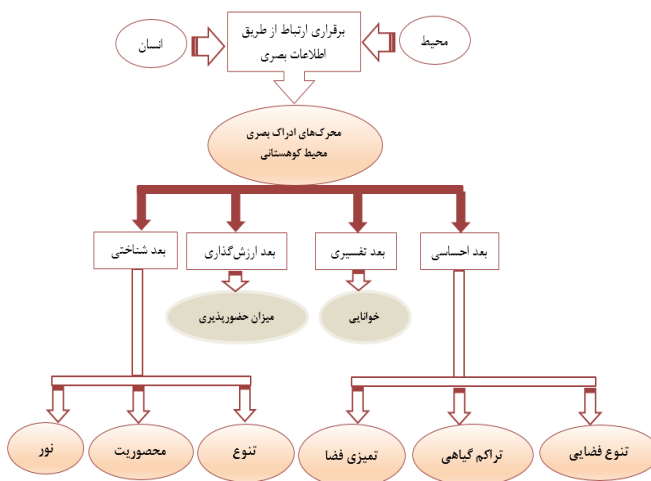 محیط
برقراری ارتباط از طریق
اطلاعات بصری
انسان
محرک‌های ادراک بصری
محیط کوهستانی
بعد احساسی
بعد تفسیری
بعد ارزش‌گذاری
بعد شناختی
خوانایی
میزان حضورپذیری
تنوع فضایی
تراکم گیاهی
تمیزی فضا
تنوع
محصوریت
نور